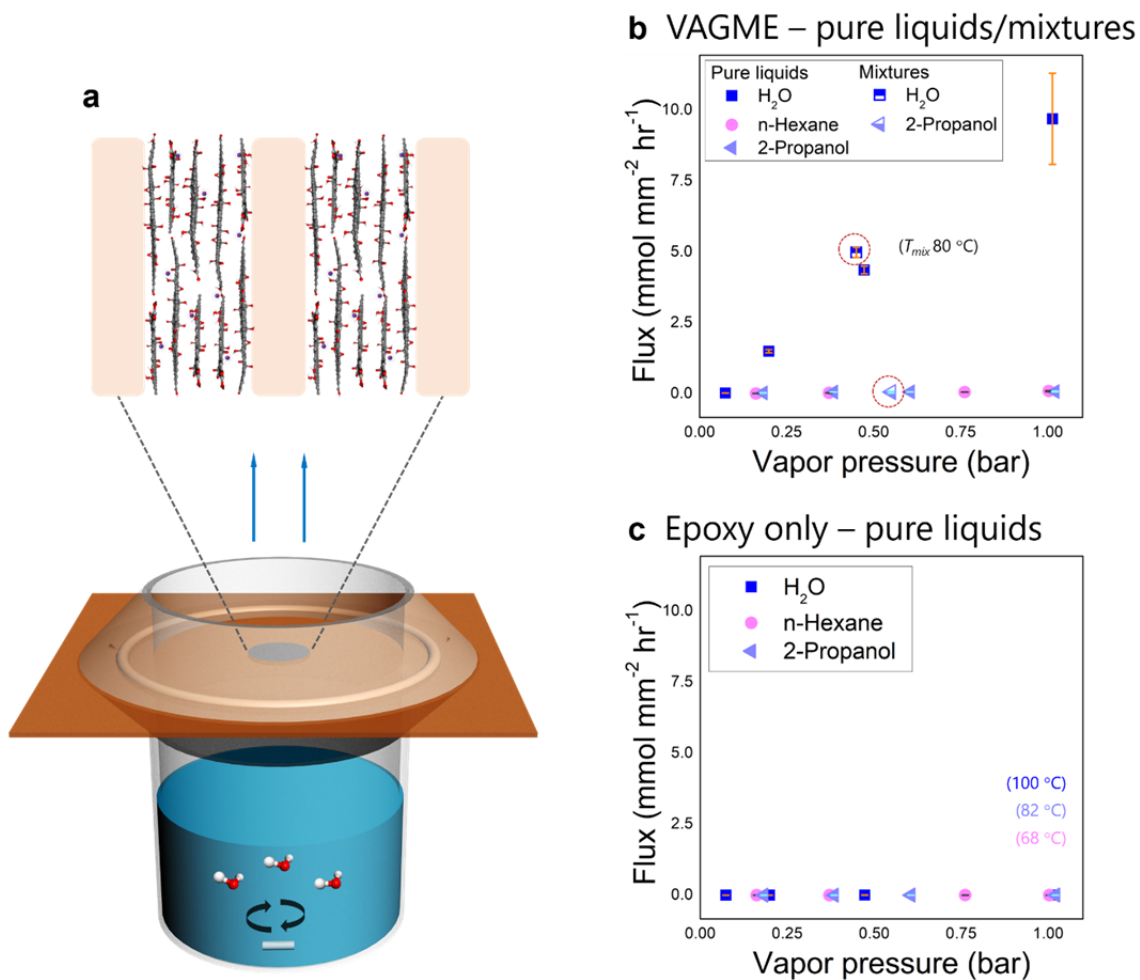 a
b VAGME – pure liquids/mixtures
Pure liquids Mixtures
H₂O H₂O
n-Hexane 2-Propanol
2-Propanol
(T_mix 80 °C)
10.0
7.5
5.0
2.5
0.0
Flux (mmol mm⁻² hr⁻¹)
0.00 0.25 0.50 0.75 1.00
Vapor pressure (bar)
c Epoxy only – pure liquids
H₂O
n-Hexane
2-Propanol
(100 °C)
(82 °C)
(68 °C)
10.0
7.5
5.0
2.5
0.0
Flux (mmol mm⁻² hr⁻¹)
0.00 0.25 0.50 0.75 1.00
Vapor pressure (bar)